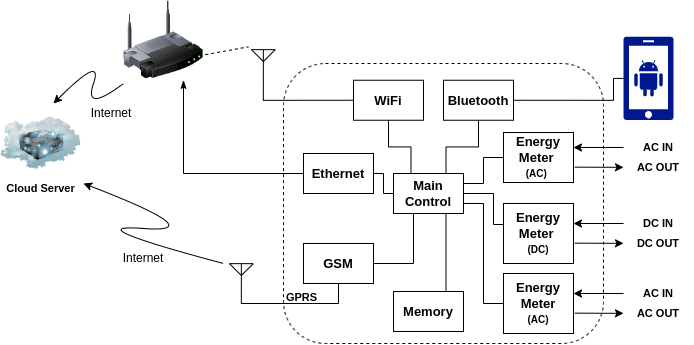 WiFi
Bluetooth
Internet
Energy
Meter
(AC)
AC IN
AC OUT
Cloud Server
Ethernet
Main
Control
Energy
Meter
(DC)
DC IN
DC OUT
Internet
GSM
GPRS
Memory
Energy
Meter
(AC)
AC IN
AC OUT